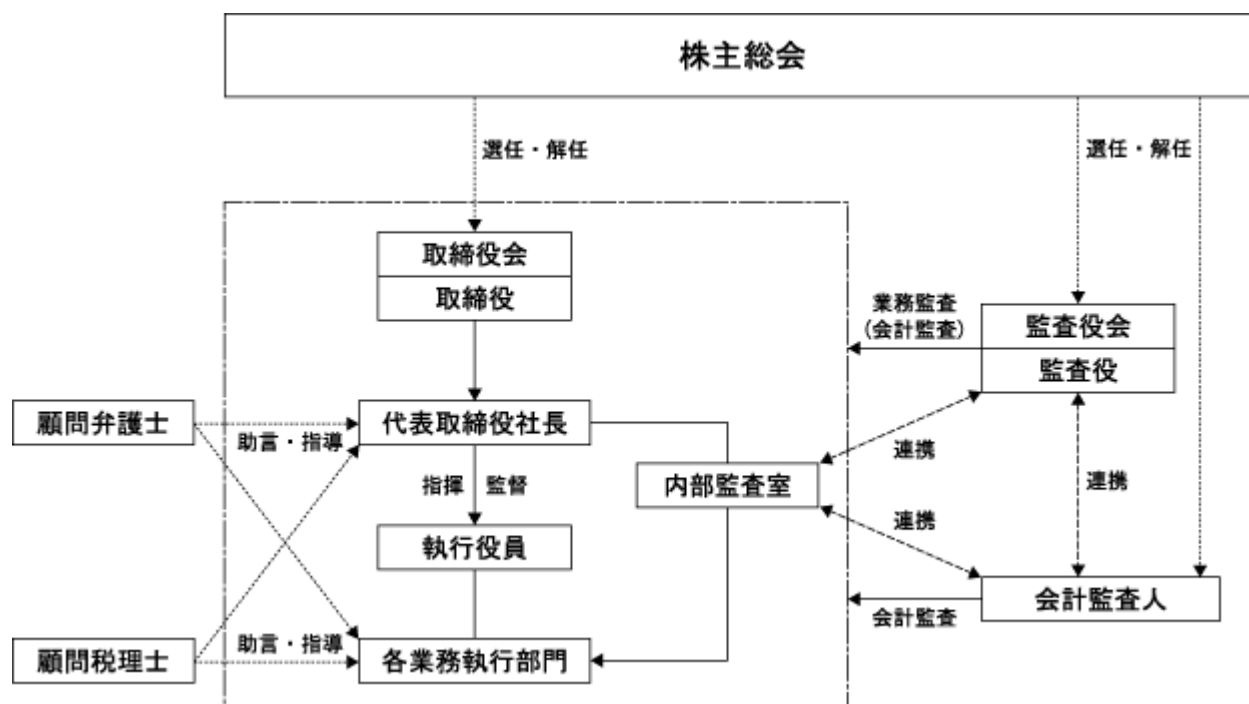 株主総会
選任・解任
選任・解任
取締役会
取締役
業務監査
(会計監査)
監査役会
監査役
顧問弁護士
助言・指導
代表取締役社長
指揮 監督
内部監査室
連携
連携
連携
執行役員
会計監査人
会計監査
顧問税理士
助言・指導
各業務執行部門